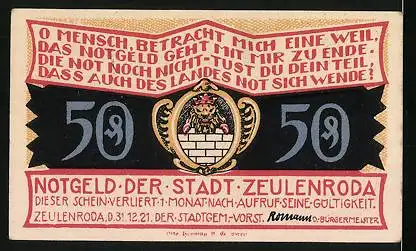 O MENSCH, BETRACHT MICH EINE WEIL,
DAS NOTGELD GEHT MIT MIR ZU ENDE.
DIE NOT NOCH NICHT-TUST DU DEIN TEIL,
DASS AUCH DES LANDES NOT SICH WENDE?
50 50
NOTGELD·DER·STADT·ZEULENRODA
DIESER SCHEIN·VERLIERT·1·MONAT·NACH·AUFRUF·SEINE·GÜLTIGKEIT.
ZEULENRODA, D.31.12.21. DER·STADTGEM.-VORST. Romann O.-BÜRGERMEISTER